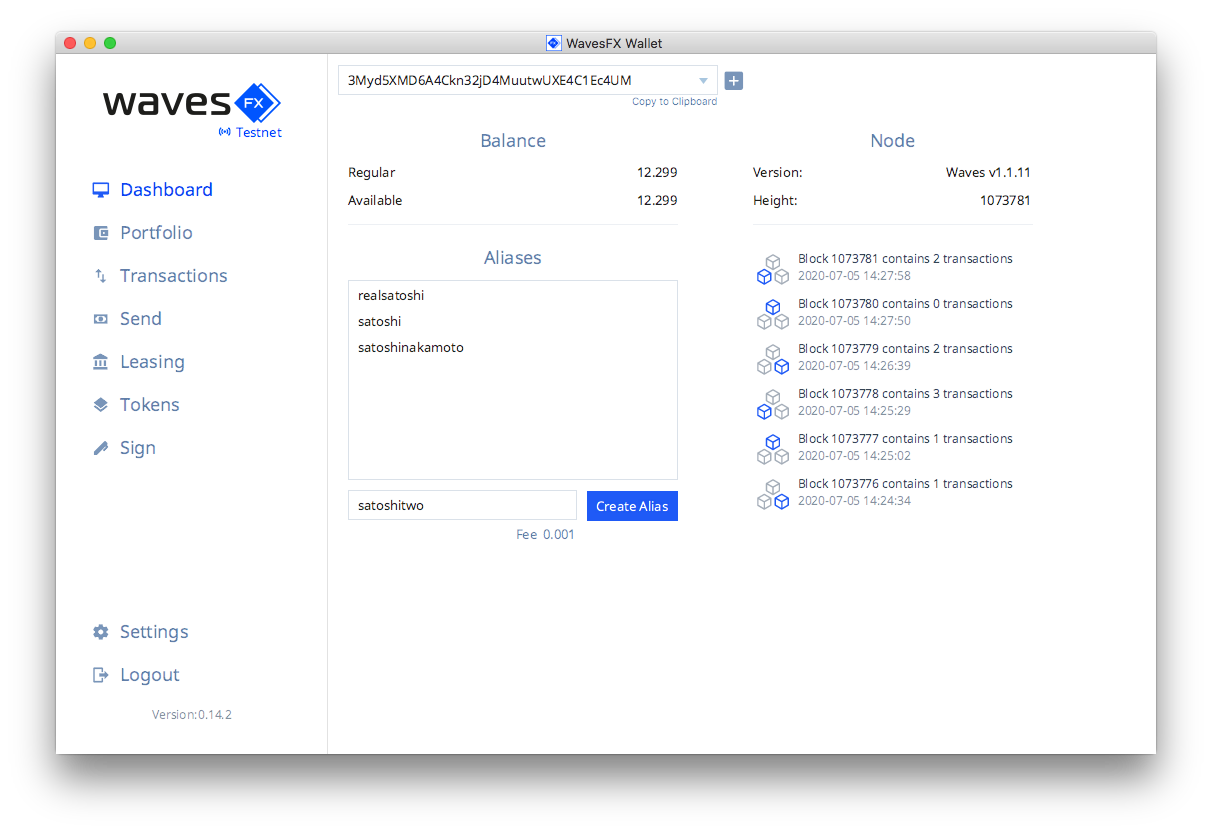 WavesFX Wallet
waves FX
Testnet
Dashboard
Portfolio
Transactions
Send
Leasing
Tokens
Sign
Settings
Logout
Version:0.14.2
3Myd5XMD6A4Ckn32jD4MuutwUXE4C1Ec4UM
Copy to Clipboard
Balance
Regular 12.299
Available 12.299
Aliases
realsatoshi
satoshi
satoshinakamoto
satoshitwo
Create Alias
Fee 0.001
Node
Version: Waves v1.1.11
Height: 1073781
Block 1073781 contains 2 transactions
2020-07-05 14:27:58
Block 1073780 contains 0 transactions
2020-07-05 14:27:50
Block 1073779 contains 2 transactions
2020-07-05 14:26:39
Block 1073778 contains 3 transactions
2020-07-05 14:25:29
Block 1073777 contains 1 transactions
2020-07-05 14:25:02
Block 1073776 contains 1 transactions
2020-07-05 14:24:34